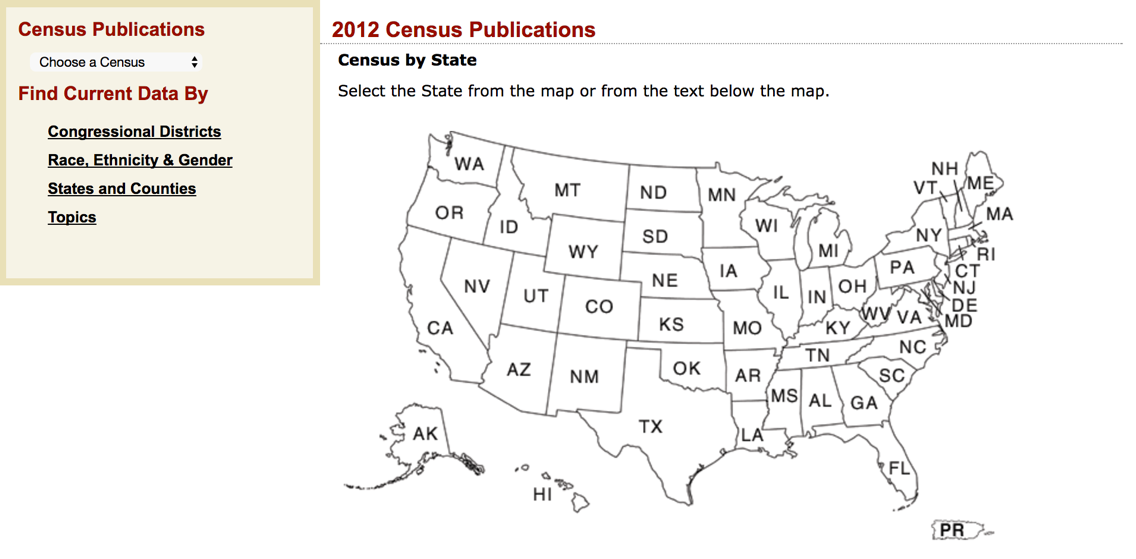 Census Publications
Choose a Census
Find Current Data By
Congressional Districts
Race, Ethnicity & Gender
States and Counties
Topics
2012 Census Publications
Census by State
Select the State from the map or from the text below the map.
WA
MT
ND
MN
NH
VT
ME
OR
ID
SD
WI
MI
NY
MA
WY
RI
NV
UT
NE
IA
PA
CT
CO
IL
IN
OH
NJ
CA
KS
MO
KY
WV
VA
DE
MD
AZ
NM
OK
AR
TN
NC
SC
MS
AL
GA
TX
LA
AK
FL
HI
PR